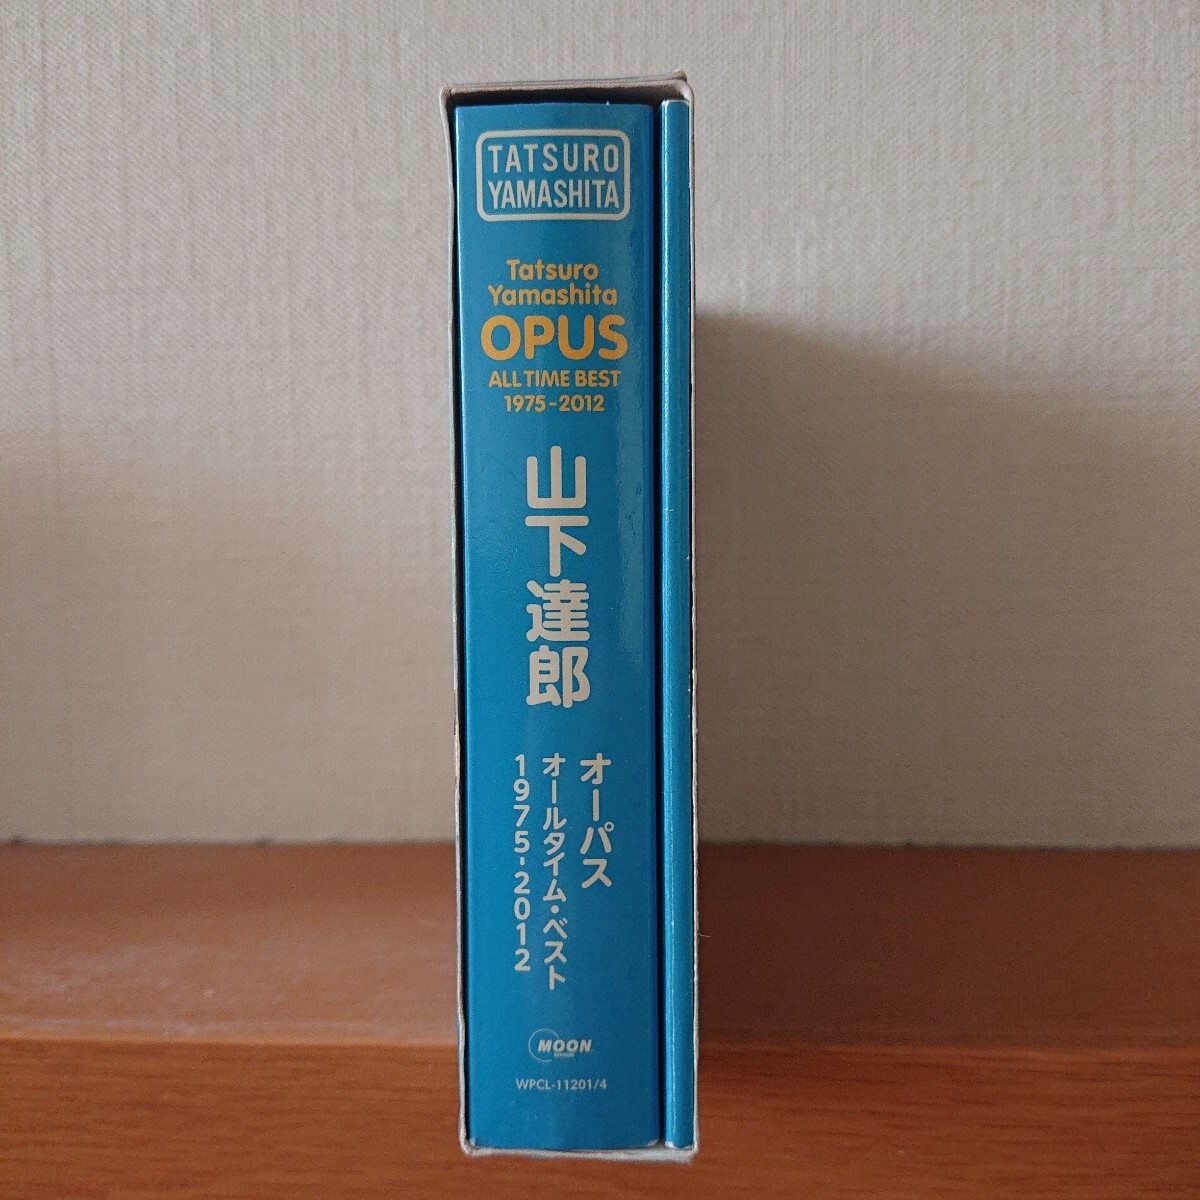 TATSURO
YAMASHITA
Tatsuro
Yamashita
OPUS
ALL TIME BEST
1975-2012
山下達郎
オーパス
オールタイム・ベスト
1975-2012
MOON
WPCL-11201/4